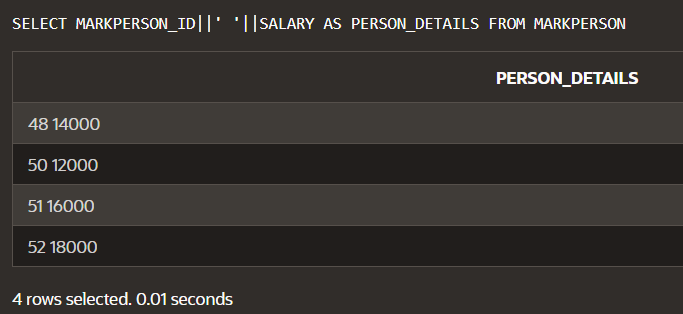 SELECT MARKPERSON_ID||' '||SALARY AS PERSON_DETAILS FROM MARKPERSON
PERSON_DETAILS
48 14000
50 12000
51 16000
52 18000
4 rows selected. 0.01 seconds